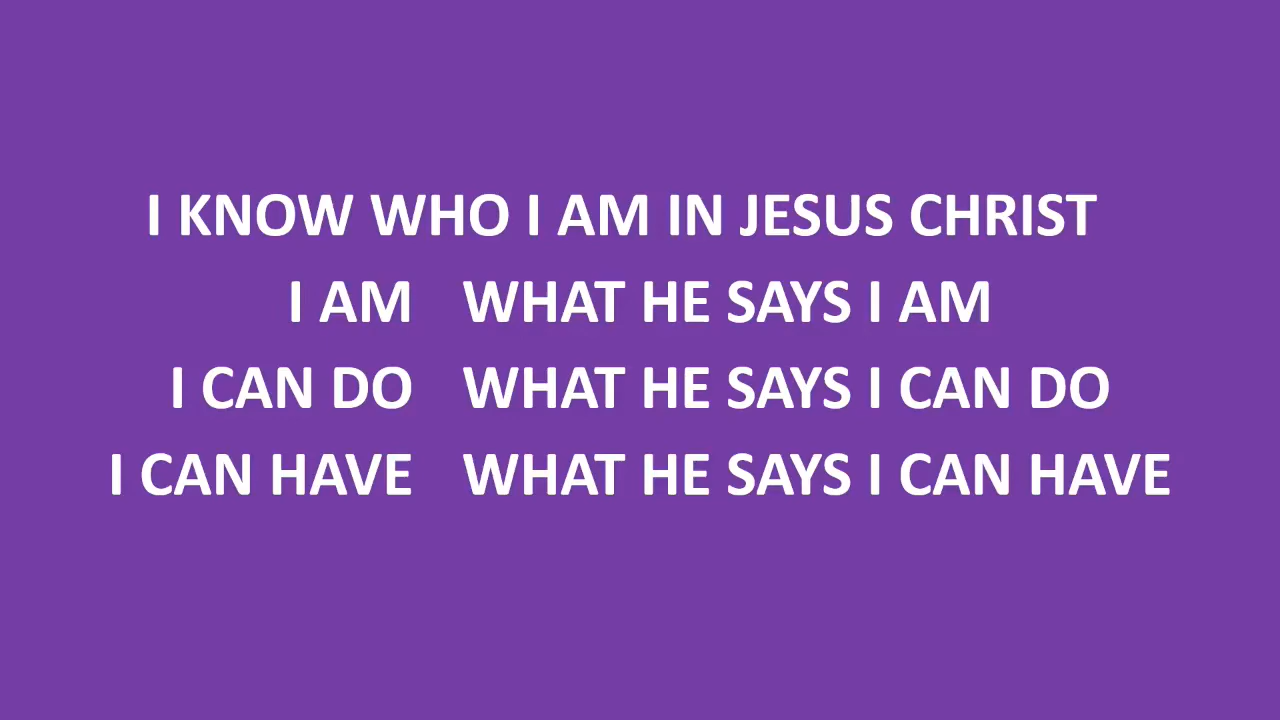 I KNOW WHO I AM IN JESUS CHRIST
I AM WHAT HE SAYS I AM
I CAN DO WHAT HE SAYS I CAN DO
I CAN HAVE WHAT HE SAYS I CAN HAVE